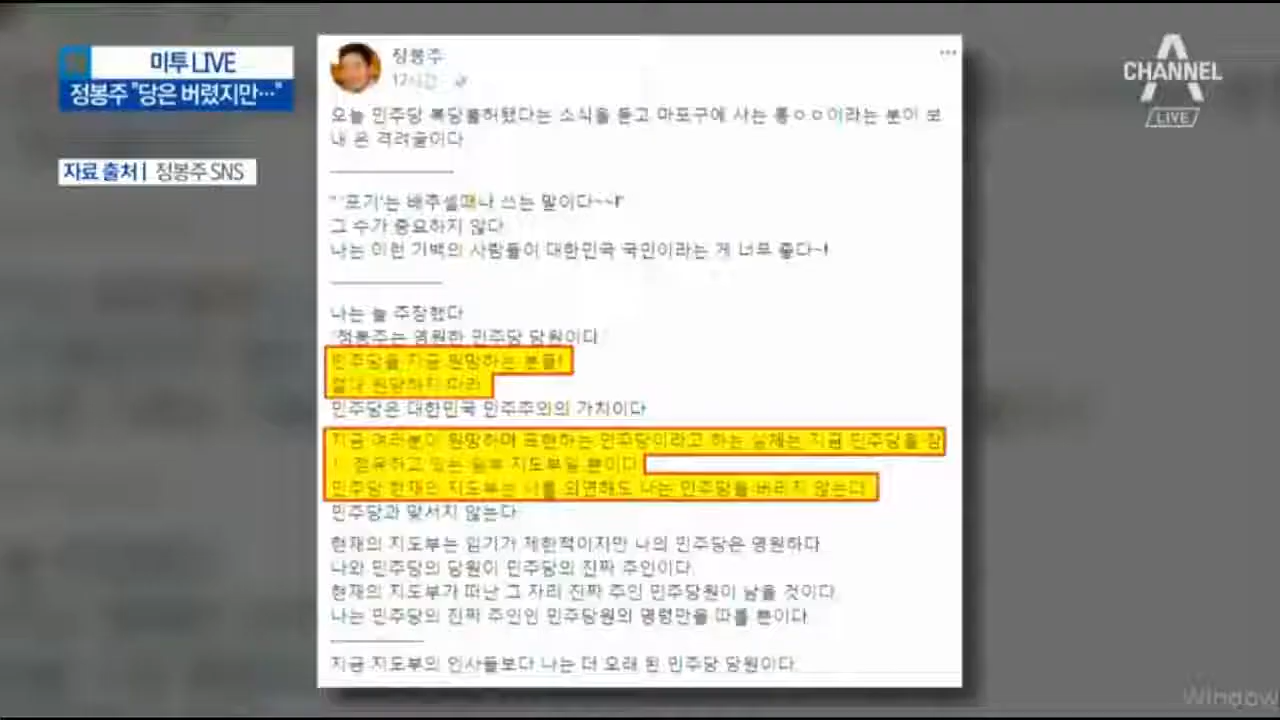 미투 LIVE
정봉주 "당은 버렸지만…"
자료 출처 | 정봉주 SNS
CHANNEL A
LIVE
정봉주
12시간
오늘 민주당 복당불허됐다는 소식을 듣고 마포구에 사는 홍ㅇㅇ이라는 분이 보
내 온 격려글이다
"'포기'는 배추셀때나 쓰는 말이다~~!"
그 수가 중요하지 않다
나는 이런 기백의 사람들이 대한민국 국민이라는 게 너무 좋다~!
나는 늘 주장했다
'정봉주는 영원한 민주당 당원이다
민주당을 지금 원망하는 분들!
원망하지 마라
민주당은 대한민국 민주주의의 가치이다
지금 여러분이 원망하며 표현하는 민주당이라고 하는 실체는 지금 민주당을 잠
시 점유하고 있는 일부 지도부일 뿐이다
민주당 현재의 지도부는 나를 외면해도 나는 민주당을 버리지 않는다
민주당과 맞서지 않는다
현재의 지도부는 임기가 제한적이지만 나의 민주당은 영원하다
나와 민주당의 당원이 민주당의 진짜 주인이다
현재의 지도부가 떠난 그 자리 진짜 주인 민주당원이 남을 것이다
나는 민주당의 진짜 주인인 민주당원의 명령만을 따를 뿐이다
지금 지도부의 인사들보다 나는 더 오래 된 민주당 당원이다
Window